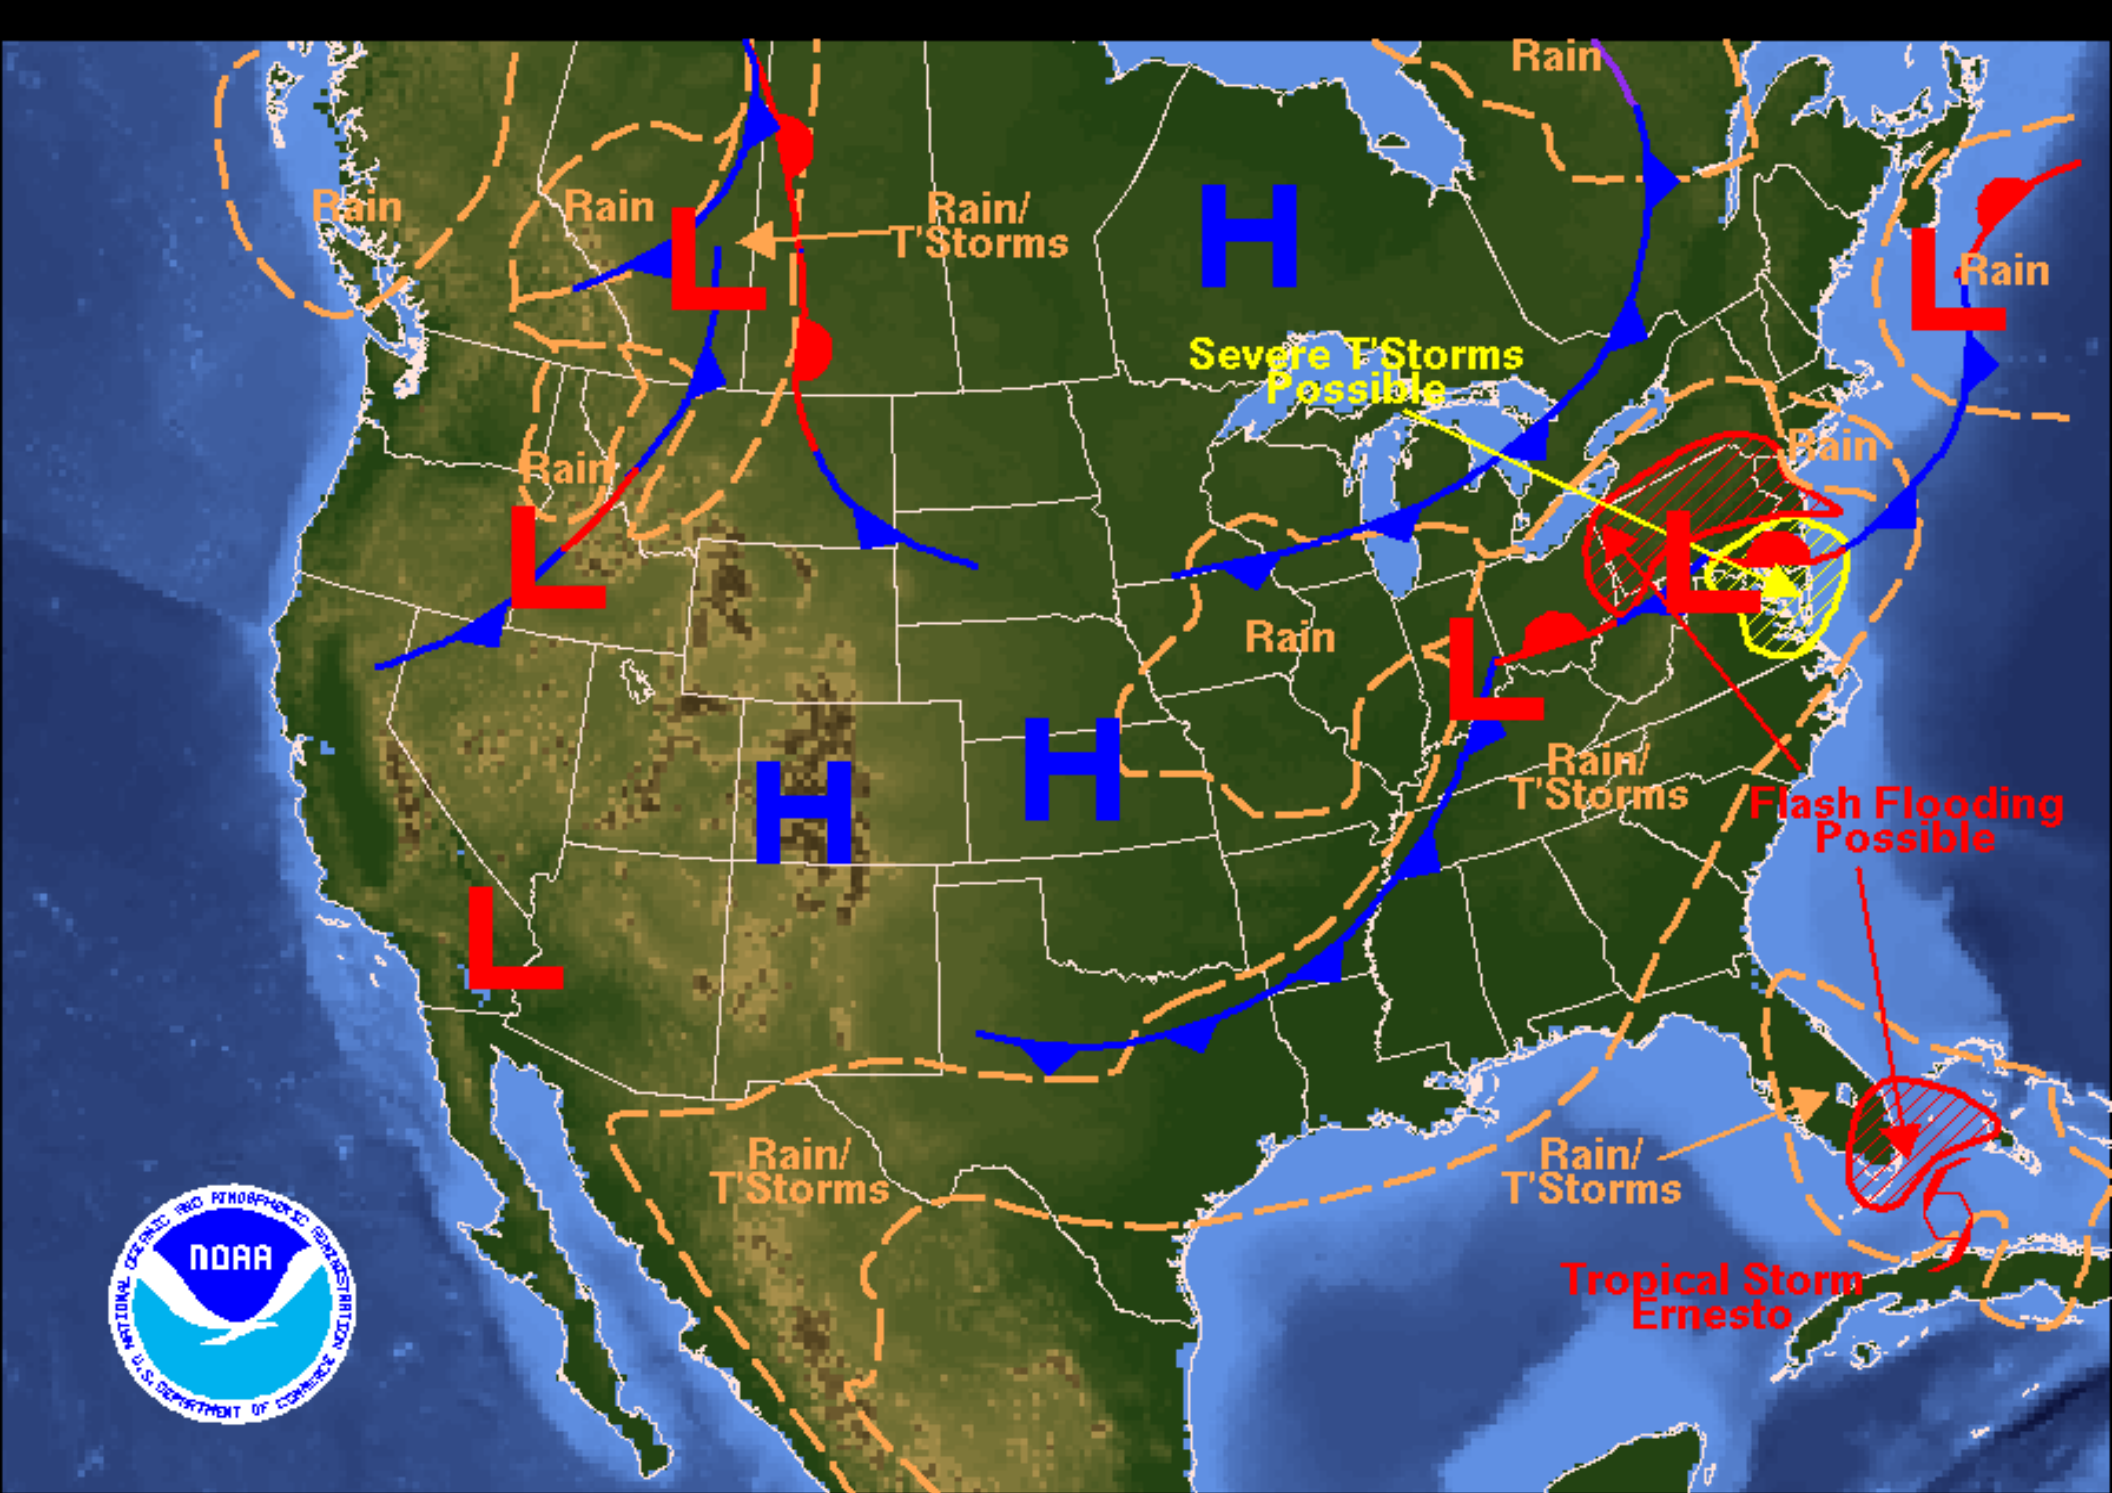 Rain
Rain
Rain
Rain/
T'Storms
Rain
Severe T'Storms
Possible
Rain
Rain
Rain
Rain/
T'Storms
Flash Flooding
Possible
Rain/
T'Storms
Rain/
T'Storms
Tropical Storm
Ernesto
H
H
H
L
L
L
L
L
L
NOAA
NATIONAL OCEANIC AND ATMOSPHERIC ADMINISTRATION
U.S. DEPARTMENT OF COMMERCE